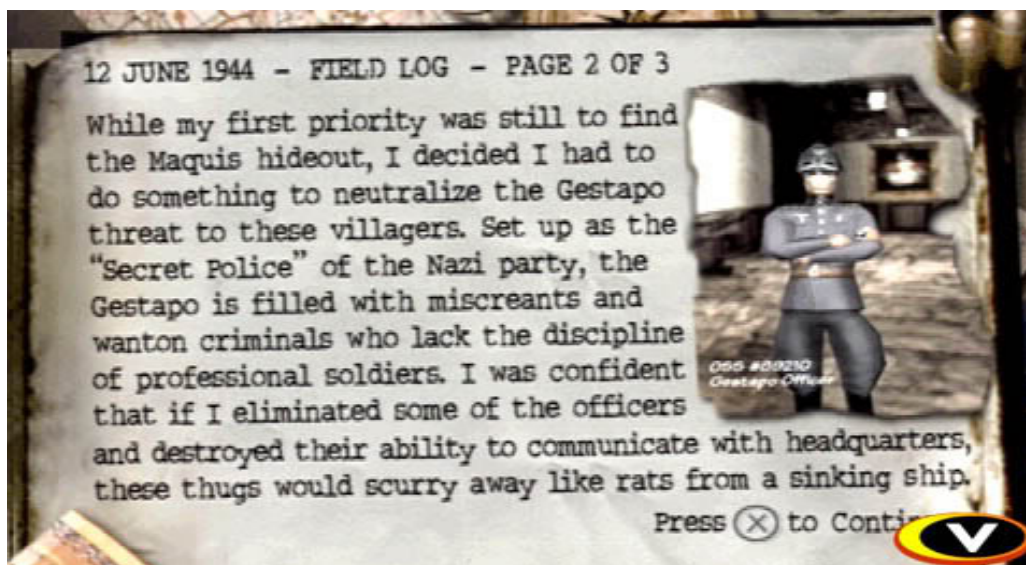 12 JUNE 1944 – FIELD LOG – PAGE 2 OF 3
While my first priority was still to find
the Maquis hideout, I decided I had to
do something to neutralize the Gestapo
threat to these villagers. Set up as the
“Secret Police” of the Nazi party, the
Gestapo is filled with miscreants and
wanton criminals who lack the discipline
of professional soldiers. I was confident
that if I eliminated some of the officers
and destroyed their ability to communicate with headquarters,
these thugs would scurry away like rats from a sinking ship.
Gestapo Officer
Press ⓧ to
V